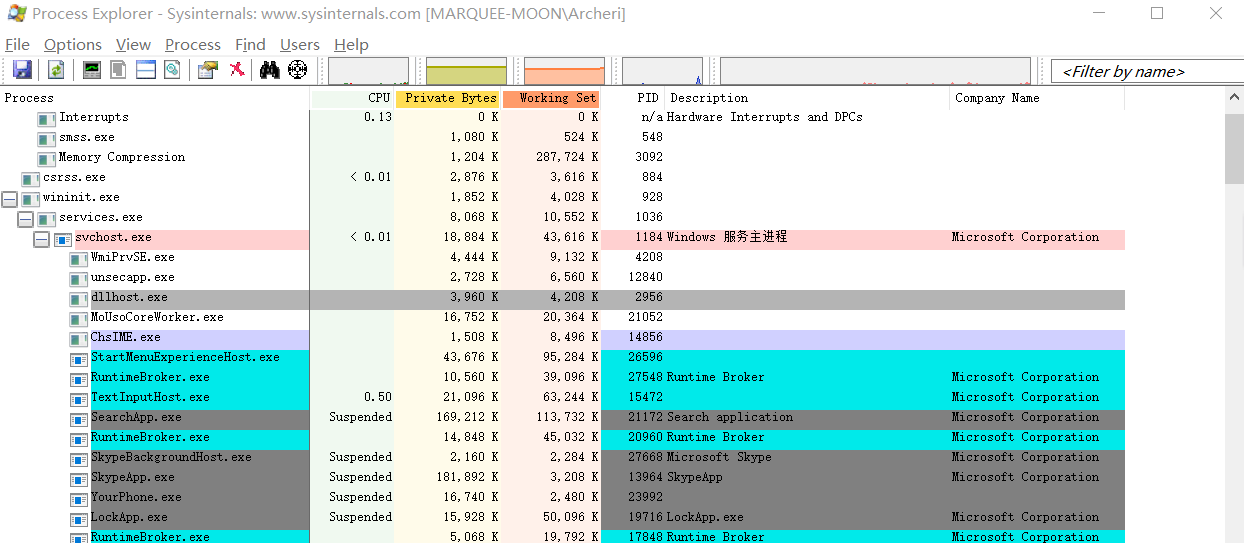 Process Explorer - Sysinternals: www.sysinternals.com [MARQUEE-MOON\Archeri]
File Options View Process Find Users Help
<Filter by name>
Process CPU Private Bytes Working Set PID Description Company Name
Interrupts 0.13 0 K 0 K n/a Hardware Interrupts and DPCs
smss.exe 1,080 K 524 K 548
Memory Compression 1,204 K 287,724 K 3092
csrss.exe < 0.01 2,876 K 3,616 K 884
wininit.exe 1,852 K 4,028 K 928
services.exe 8,068 K 10,552 K 1036
svchost.exe < 0.01 18,884 K 43,616 K 1184 Windows 服务主进程 Microsoft Corporation
WmiPrvSE.exe 4,444 K 9,132 K 4208
unsecapp.exe 2,728 K 6,560 K 12840
dllhost.exe 3,960 K 4,208 K 2956
MoUsoCoreWorker.exe 16,752 K 20,364 K 21052
ChsIME.exe 1,508 K 8,496 K 14856
StartMenuExperienceHost.exe 43,676 K 95,284 K 26596
RuntimeBroker.exe 10,560 K 39,096 K 27548 Runtime Broker Microsoft Corporation
TextInputHost.exe 0.50 21,096 K 63,244 K 15472 Microsoft Corporation
SearchApp.exe Suspended 169,212 K 113,732 K 21172 Search application Microsoft Corporation
RuntimeBroker.exe 14,848 K 45,032 K 20960 Runtime Broker Microsoft Corporation
SkypeBackgroundHost.exe Suspended 2,160 K 2,284 K 27668 Microsoft Skype Microsoft Corporation
SkypeApp.exe Suspended 181,892 K 3,208 K 13964 SkypeApp Microsoft Corporation
YourPhone.exe Suspended 16,740 K 2,480 K 23992
LockApp.exe Suspended 15,928 K 50,096 K 19716 LockApp.exe Microsoft Corporation
RuntimeBroker.exe 5,068 K 19,792 K 17848 Runtime Broker Microsoft Corporation